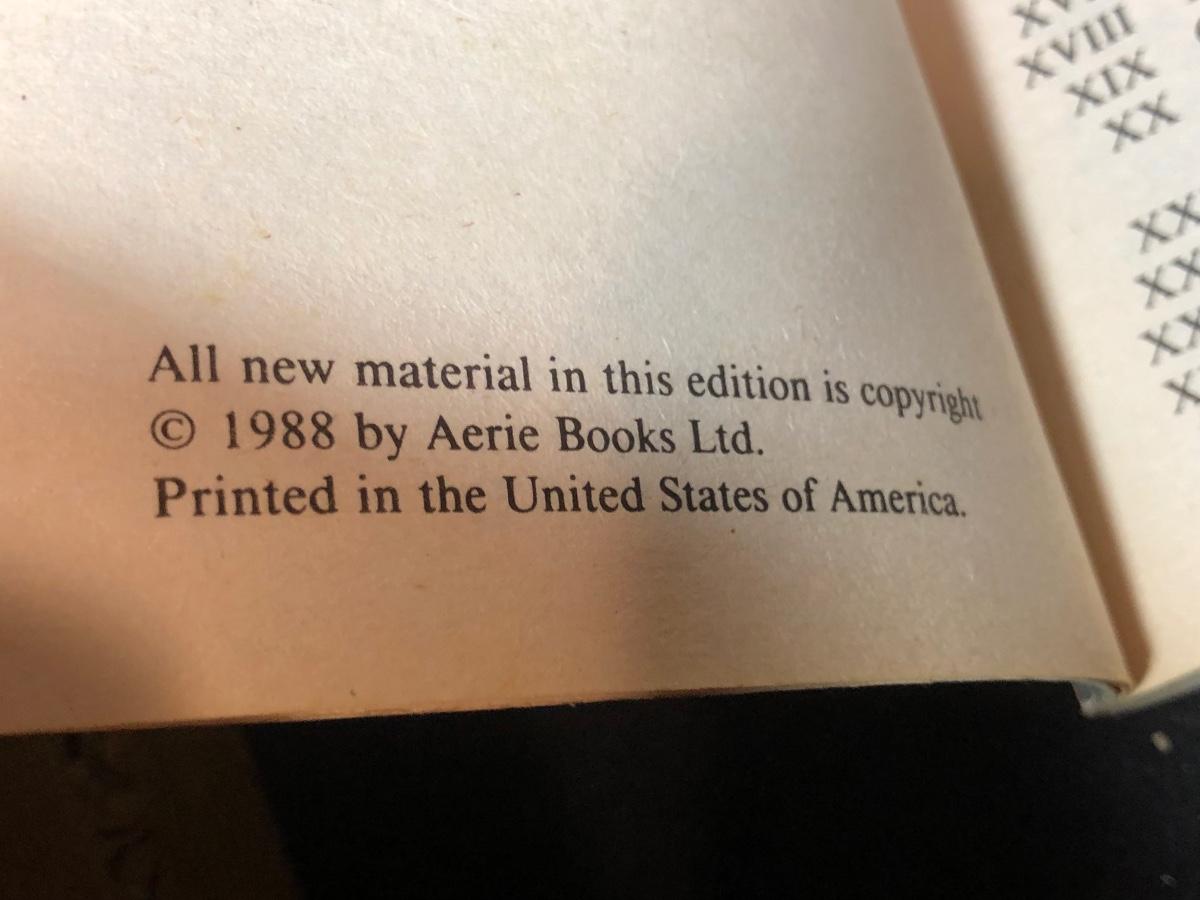 All new material in this edition is copyright
© 1988 by Aerie Books Ltd.
Printed in the United States of America.
XVIII
XIX
XX